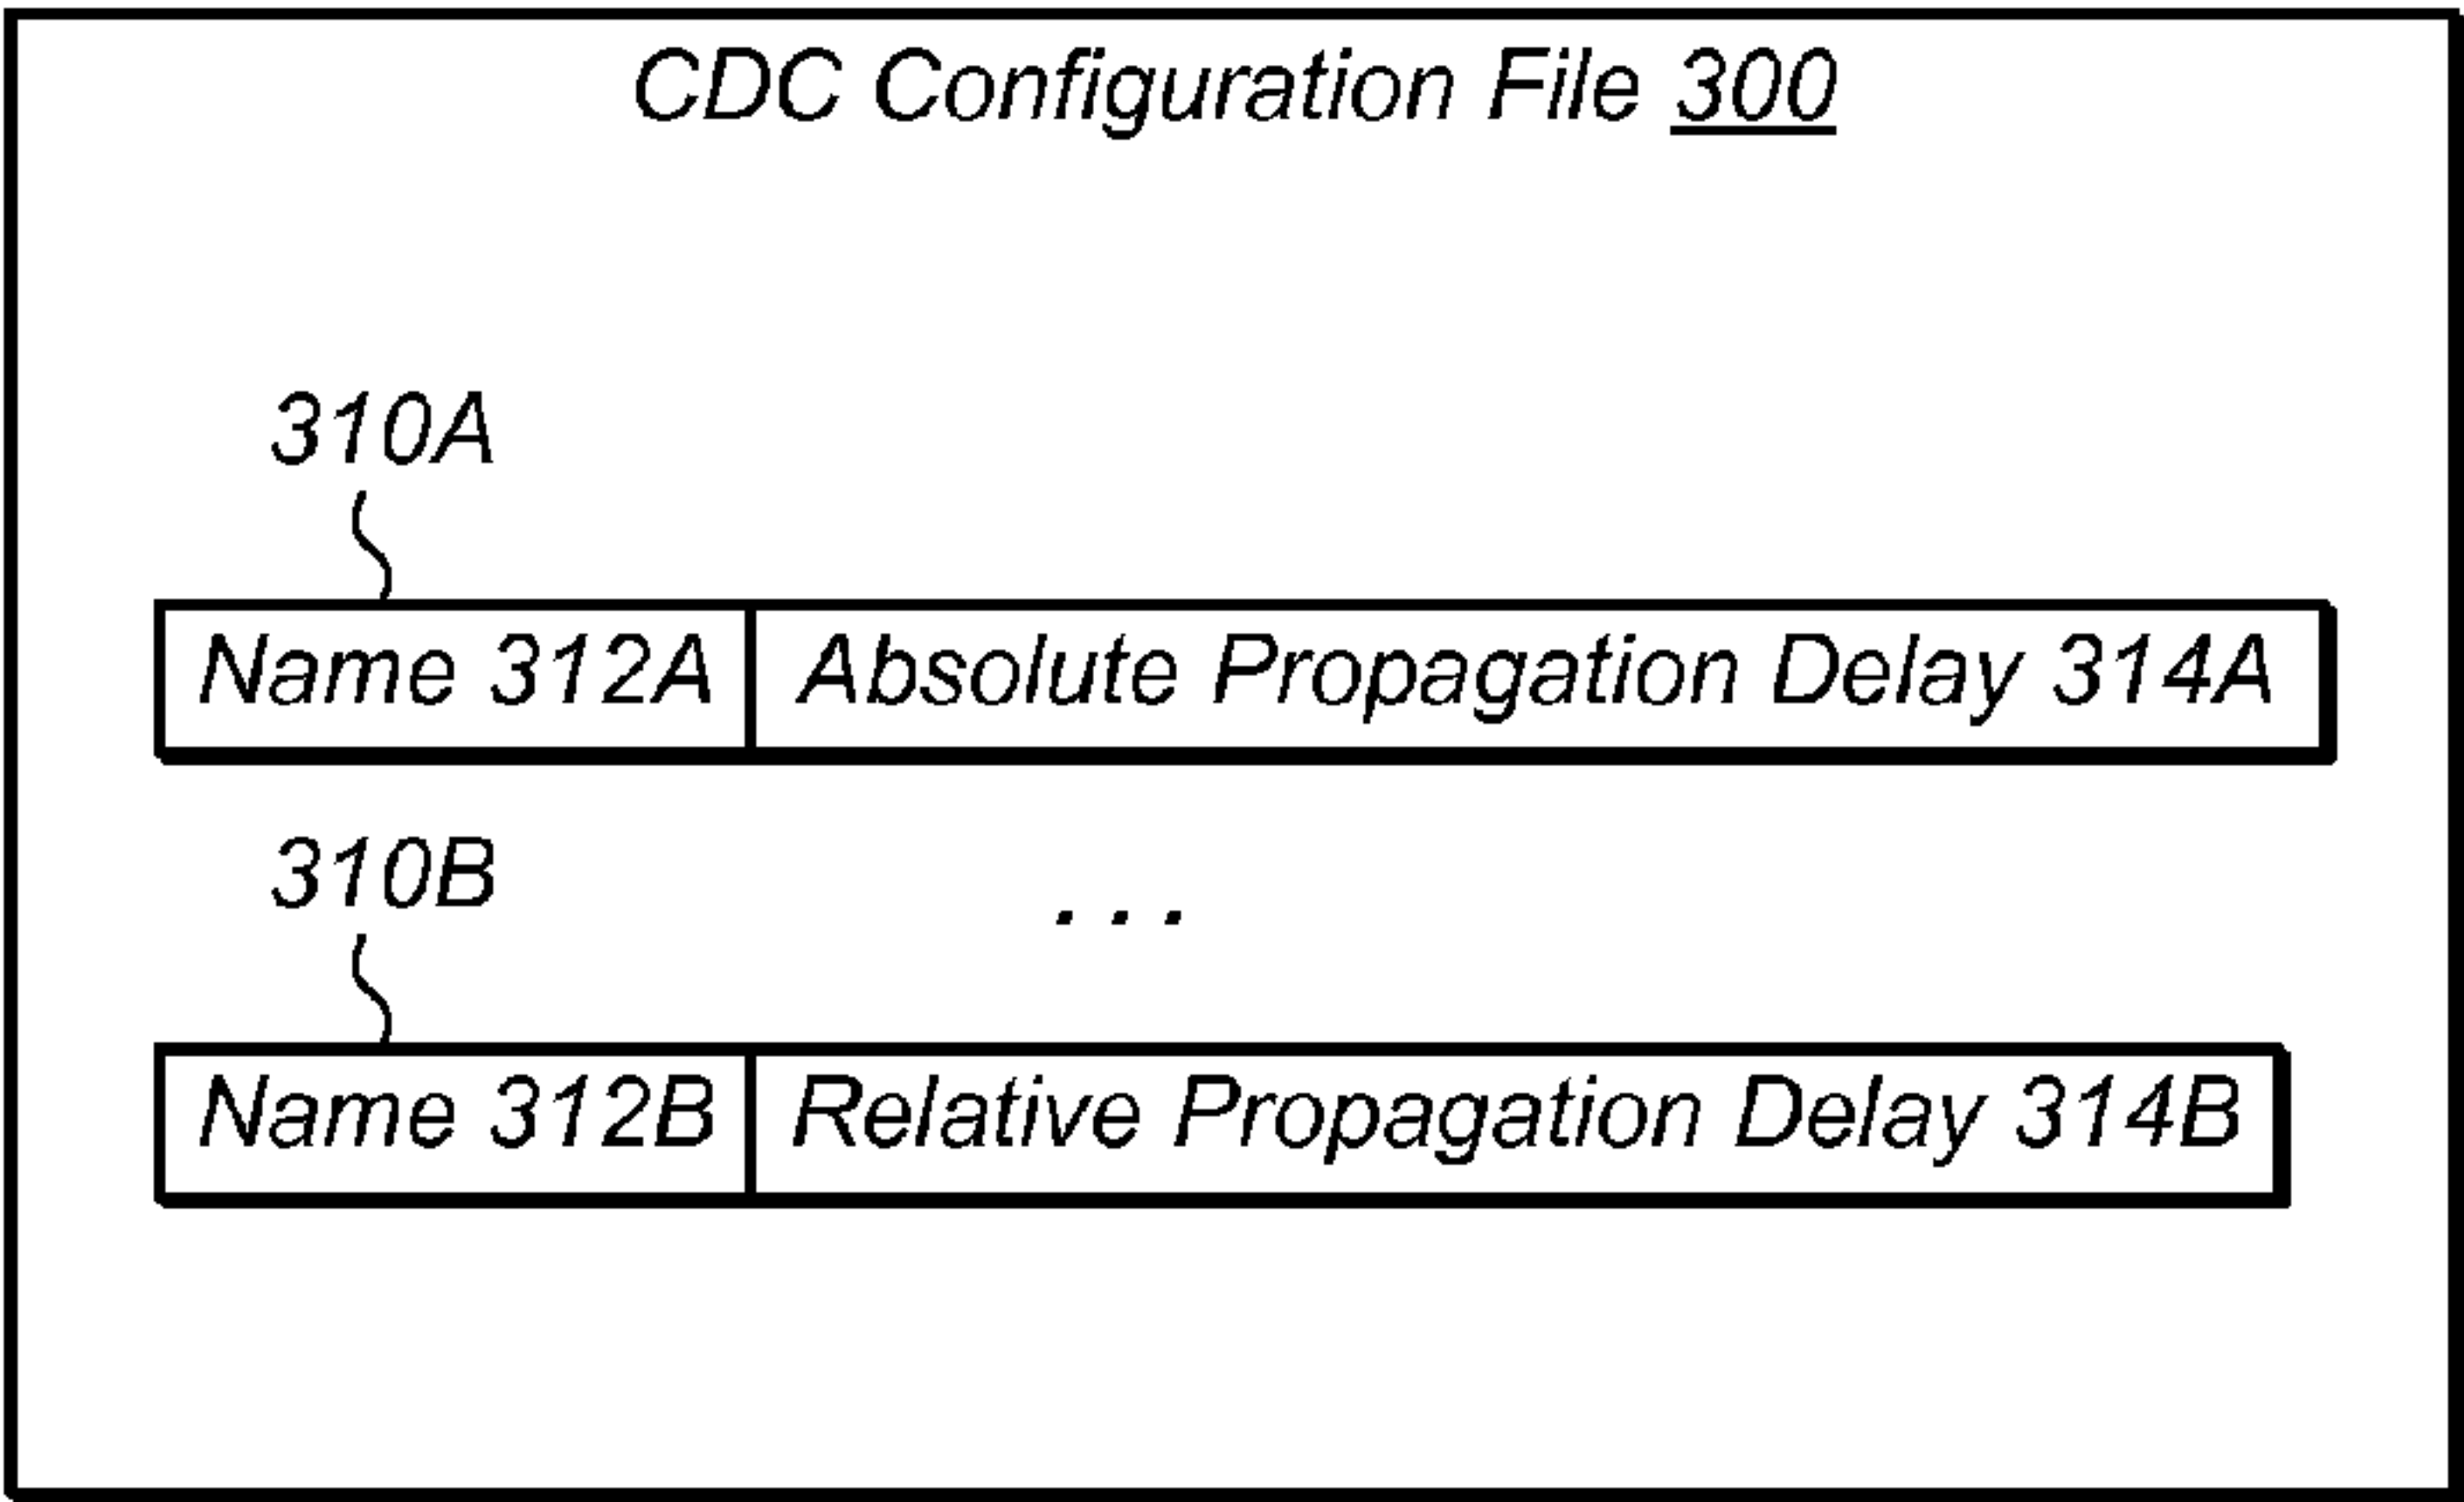 CDC Configuration File 300
310A
Name 312A Absolute Propagation Delay 314A
310B
...
Name 312B Relative Propagation Delay 314B